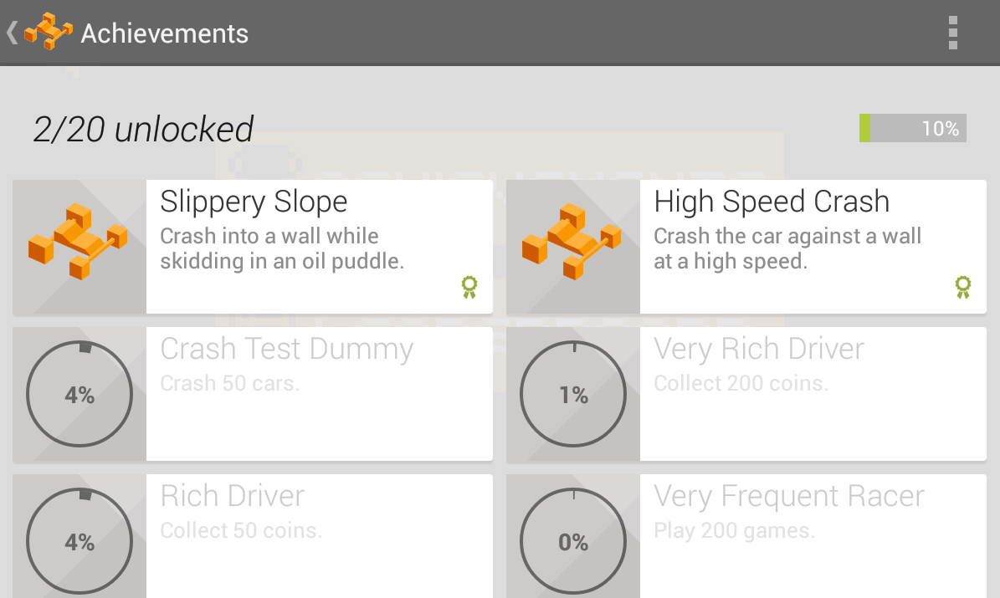 Achievements
2/20 unlocked
10%
Slippery Slope
Crash into a wall while
skidding in an oil puddle.
High Speed Crash
Crash the car against a wall
at a high speed.
4%
Crash Test Dummy
Crash 50 cars.
1%
Very Rich Driver
Collect 200 coins.
4%
Rich Driver
Collect 50 coins.
0%
Very Frequent Racer
Play 200 games.